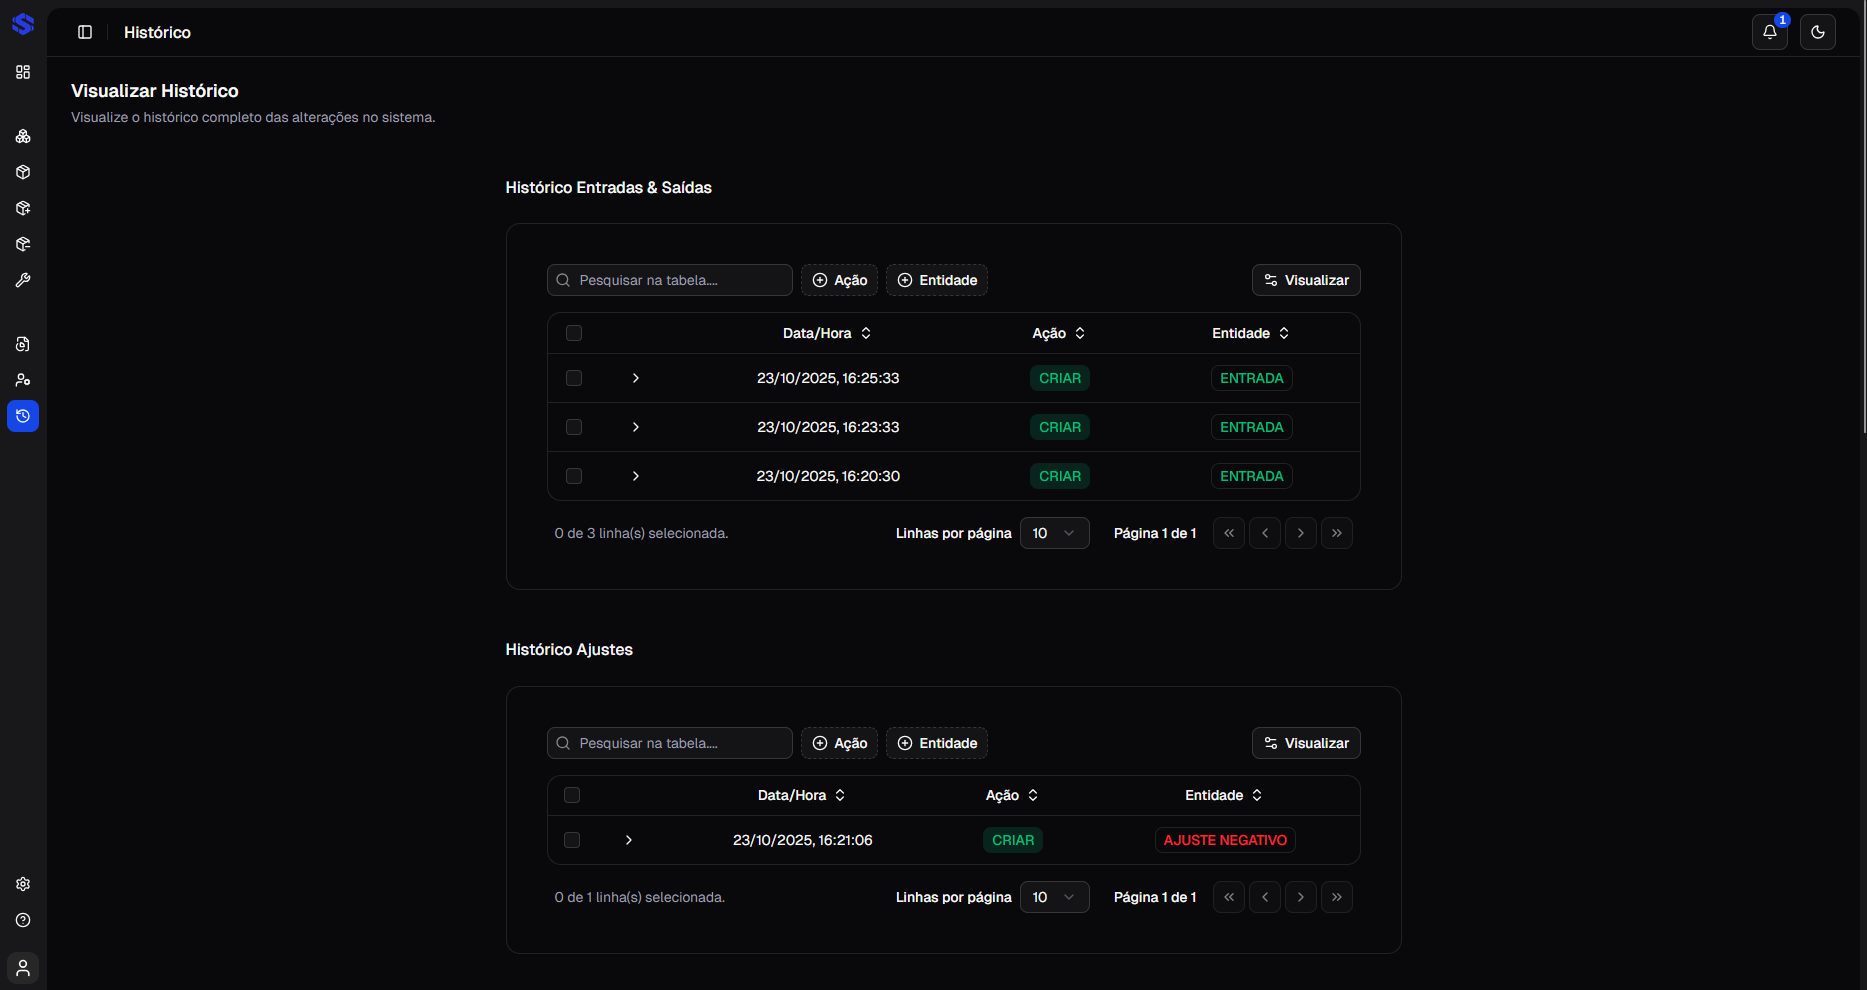 Histórico
1
Visualizar Histórico
Visualize o histórico completo das alterações no sistema.
Histórico Entradas & Saídas
Pesquisar na tabela.... Ação Entidade Visualizar
Data/Hora Ação Entidade
23/10/2025, 16:25:33 CRIAR ENTRADA
23/10/2025, 16:23:33 CRIAR ENTRADA
23/10/2025, 16:20:30 CRIAR ENTRADA
0 de 3 linha(s) selecionada. Linhas por página 10 Página 1 de 1
Histórico Ajustes
Pesquisar na tabela.... Ação Entidade Visualizar
Data/Hora Ação Entidade
23/10/2025, 16:21:06 CRIAR AJUSTE NEGATIVO
0 de 1 linha(s) selecionada. Linhas por página 10 Página 1 de 1